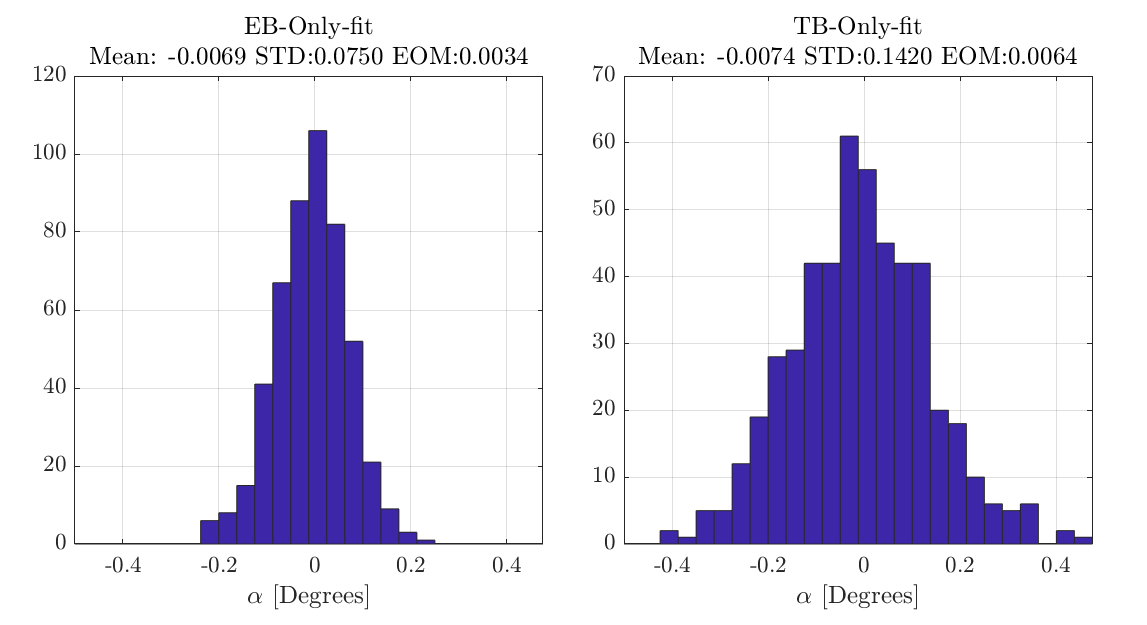 EB-Only-fit
Mean: -0.0069 STD:0.0750 EOM:0.0034
120
100
80
60
40
20
0
-0.4 -0.2 0 0.2 0.4
α [Degrees]
TB-Only-fit
Mean: -0.0074 STD:0.1420 EOM:0.0064
70
60
50
40
30
20
10
0
-0.4 -0.2 0 0.2 0.4
α [Degrees]